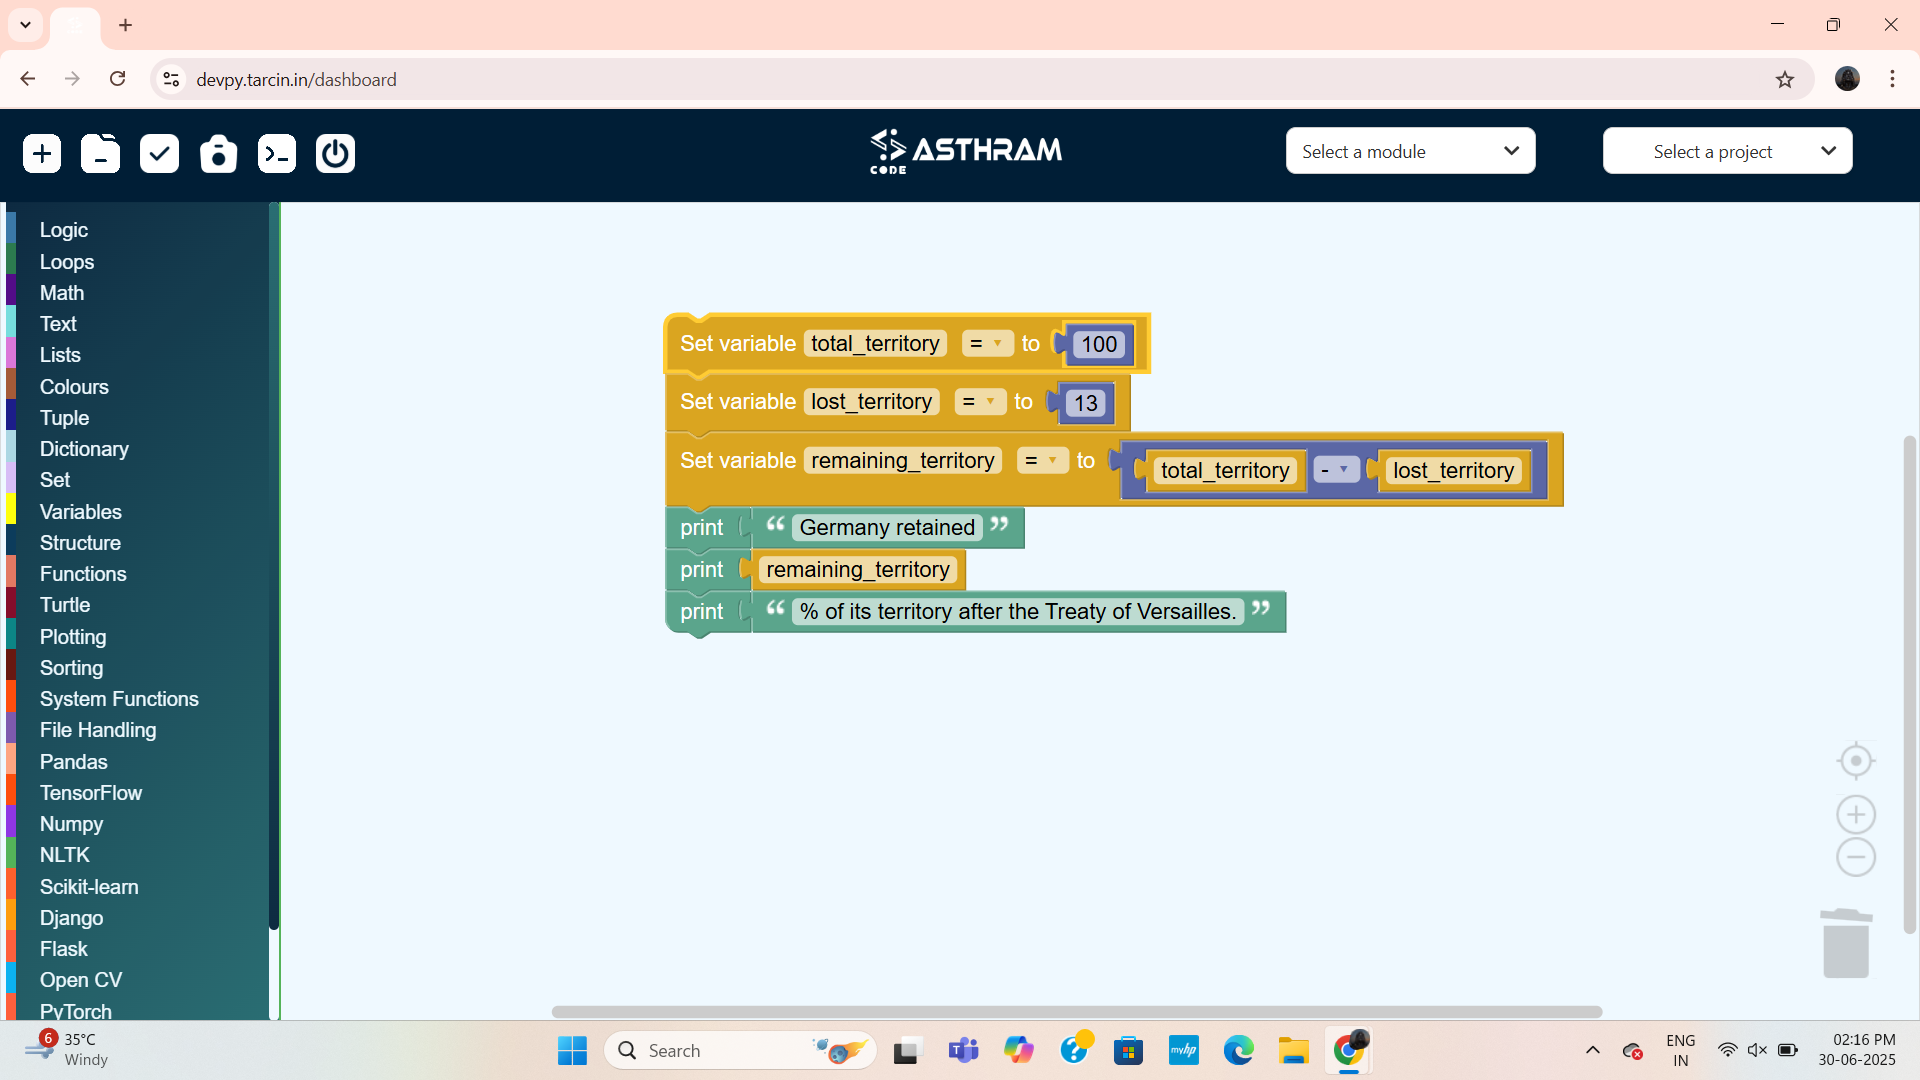 devpy.tarcin.in/dashboard
ASTHRAM
CODE
Select a module
Select a project
Logic
Loops
Math
Text
Lists
Colours
Tuple
Dictionary
Set
Variables
Structure
Functions
Turtle
Plotting
Sorting
System Functions
File Handling
Pandas
TensorFlow
Numpy
NLTK
Scikit-learn
Django
Flask
Open CV
PyTorch
Set variable total_territory = to 100
Set variable lost_territory = to 13
Set variable remaining_territory = to total_territory - lost_territory
print “ Germany retained ”
print remaining_territory
print “ % of its territory after the Treaty of Versailles. ”
6
35°C
Windy
Search
myhp
ENG
IN
02:16 PM
30-06-2025